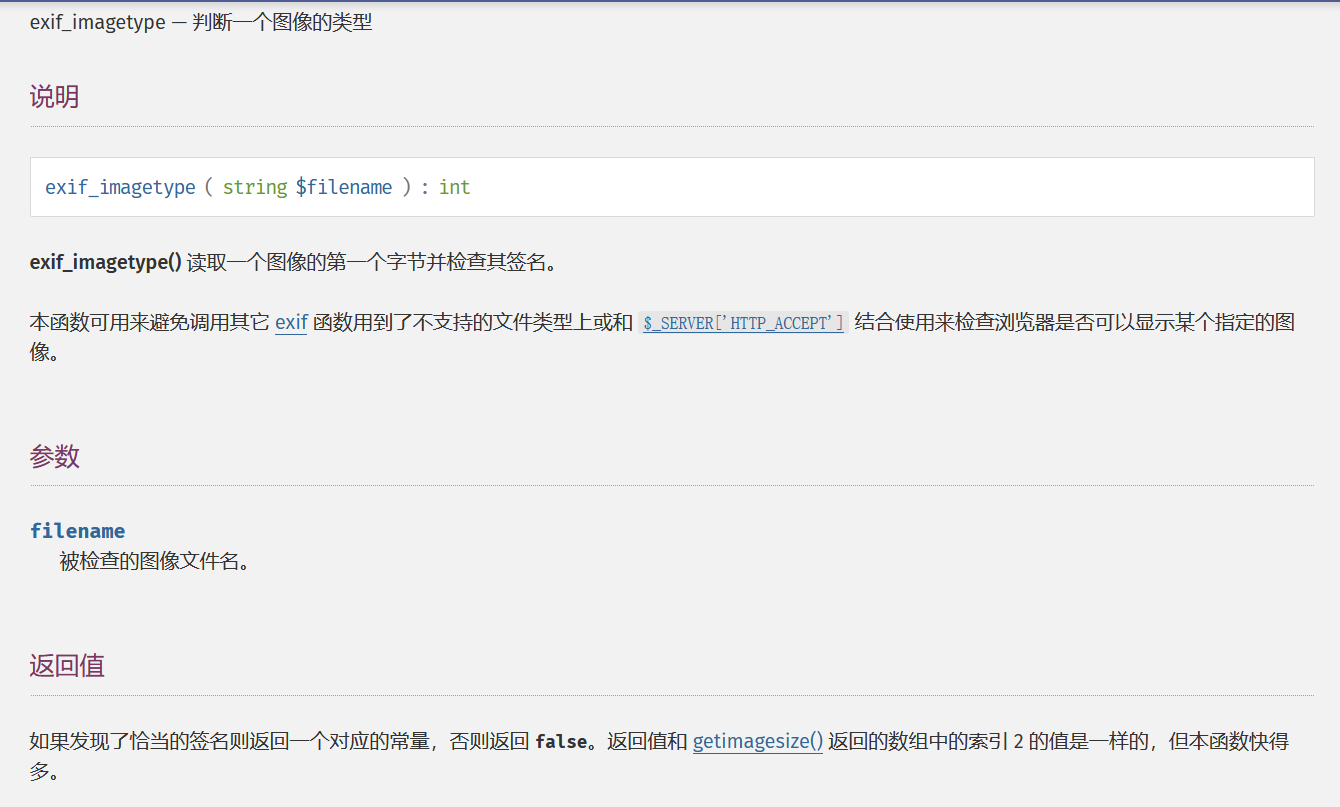 exif_imagetype — 判断一个图像的类型
说明
exif_imagetype ( string $filename ) : int
exif_imagetype() 读取一个图像的第一个字节并检查其签名。
本函数可用来避免调用其它 exif 函数用到了不支持的文件类型上或和 $_SERVER['HTTP_ACCEPT'] 结合使用来检查浏览器是否可以显示某个指定的图
像。
参数
filename
被检查的图像文件名。
返回值
如果发现了恰当的签名则返回一个对应的常量，否则返回 false。返回值和 getimagesize() 返回的数组中的索引 2 的值是一样的，但本函数快得
多。